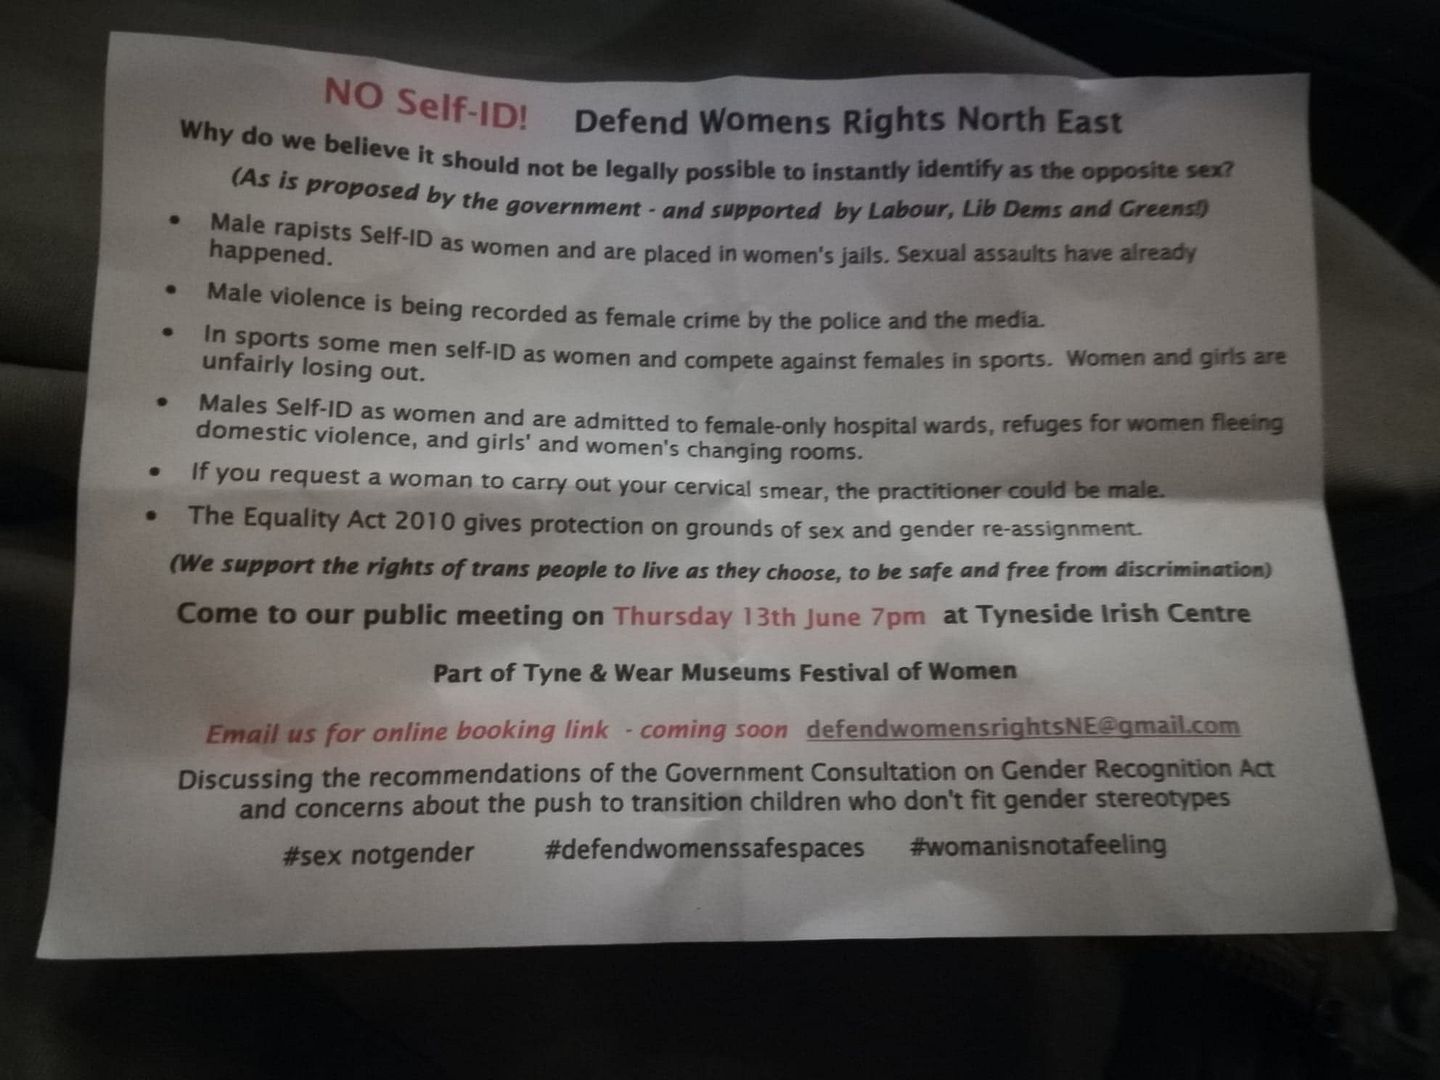 NO Self-ID! Defend Womens Rights North East
Why do we believe it should not be legally possible to instantly identify as the opposite sex?
(As is proposed by the government - and supported by Labour, Lib Dems and Greens!)
• Male rapists Self-ID as women and are placed in women's jails. Sexual assaults have already
happened.
• Male violence is being recorded as female crime by the police and the media.
• In sports some men self-ID as women and compete against females in sports. Women and girls are
unfairly losing out.
• Males Self-ID as women and are admitted to female-only hospital wards, refuges for women fleeing
domestic violence, and girls' and women's changing rooms.
• If you request a woman to carry out your cervical smear, the practitioner could be male.
• The Equality Act 2010 gives protection on grounds of sex and gender re-assignment.
(We support the rights of trans people to live as they choose, to be safe and free from discrimination)
Come to our public meeting on Thursday 13th June 7pm at Tyneside Irish Centre
Part of Tyne & Wear Museums Festival of Women
Email us for online booking link - coming soon defendwomensrightsNE@gmail.com
Discussing the recommendations of the Government Consultation on Gender Recognition Act
and concerns about the push to transition children who don't fit gender stereotypes
#sex notgender #defendwomenssafespaces #womanisnotafeeling